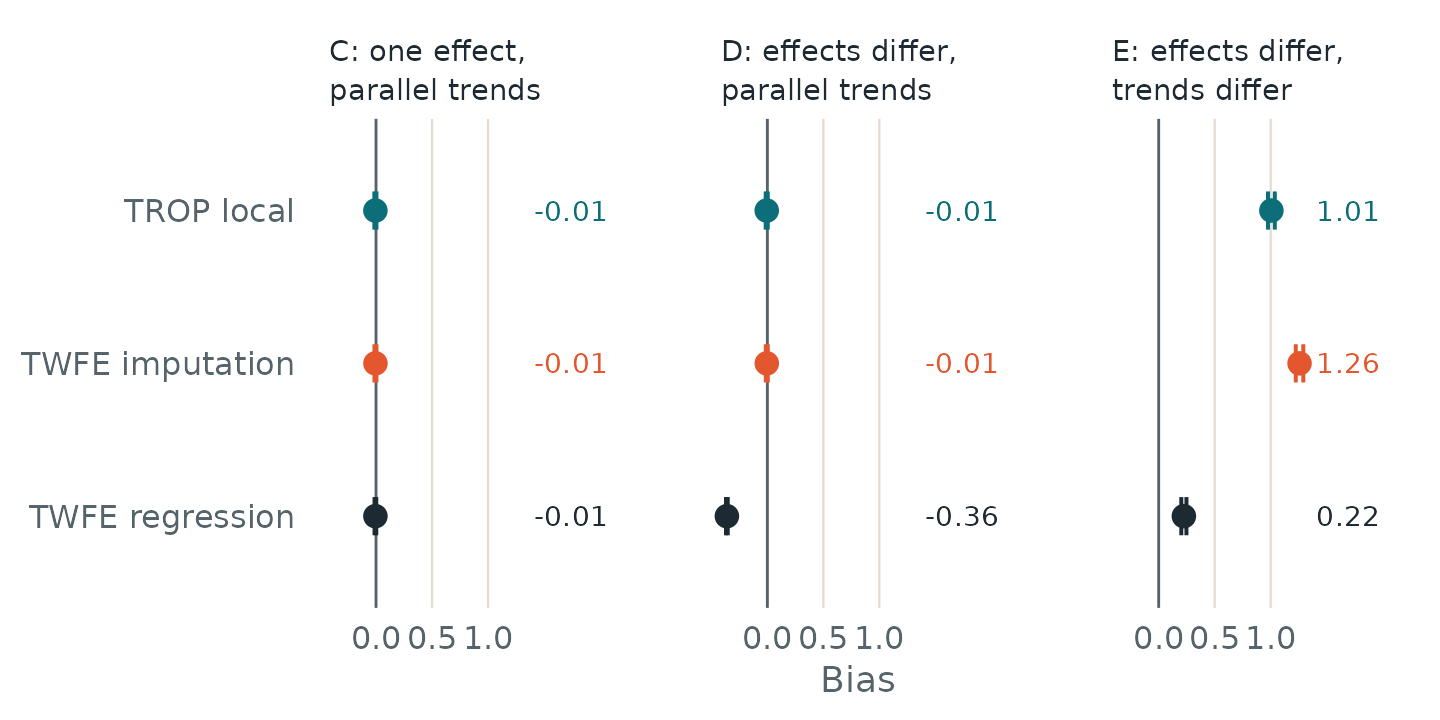 C: one effect,
parallel trends
D: effects differ,
parallel trends
E: effects differ,
trends differ
TROP local
-0.01
-0.01
1.01
TWFE imputation
-0.01
-0.01
1.26
TWFE regression
-0.01
-0.36
0.22
0.0 0.5 1.0
0.0 0.5 1.0
0.0 0.5 1.0
Bias